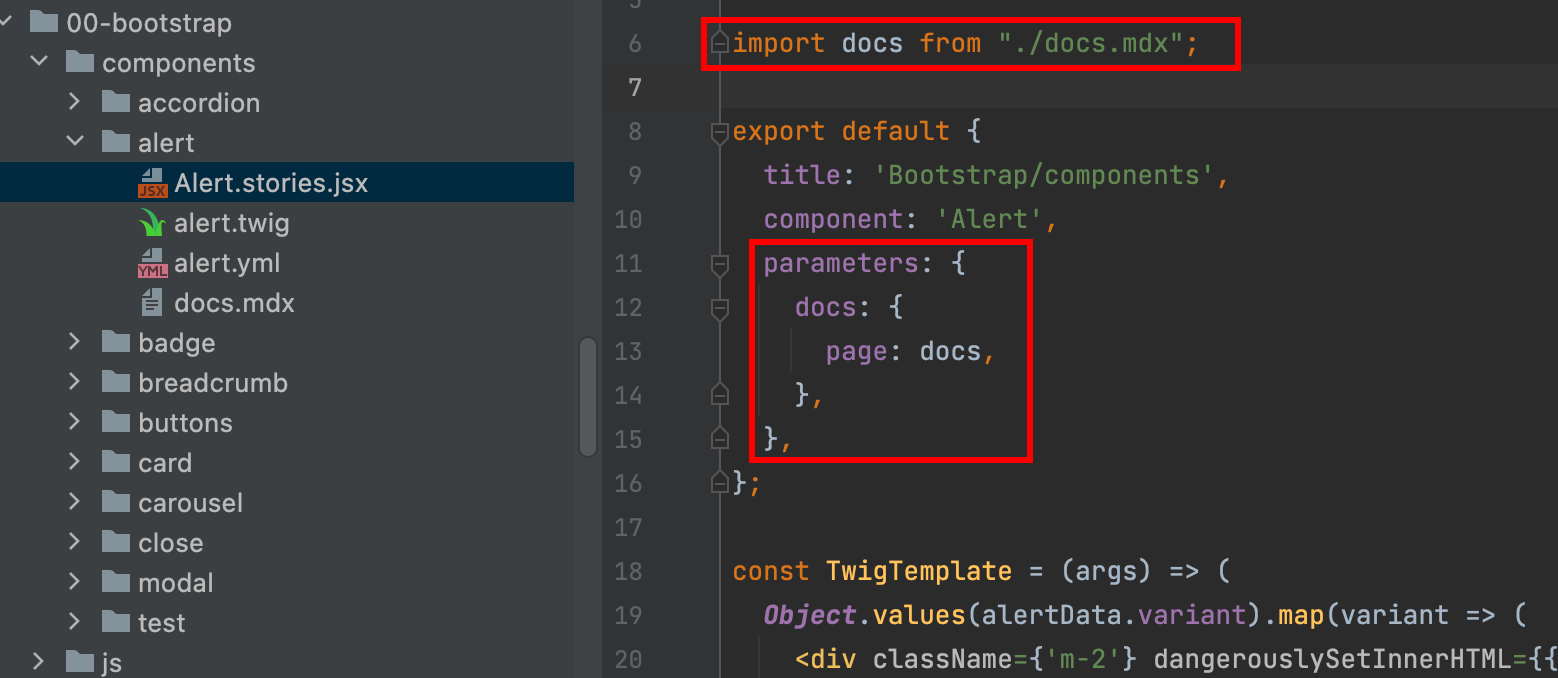 00-bootstrap
components
accordion
alert
JSX Alert.stories.jsx
alert.twig
YML alert.yml
docs.mdx
badge
breadcrumb
buttons
card
carousel
close
modal
test
js
5
6 import docs from "./docs.mdx";
7
8 export default {
9 title: 'Bootstrap/components',
10 component: 'Alert',
11 parameters: {
12 docs: {
13 page: docs,
14 },
15 },
16 };
17
18 const TwigTemplate = (args) => (
19 Object.values(alertData.variant).map(variant => (
20 <div className={'m-2'} dangerouslySetInnerHTML={{